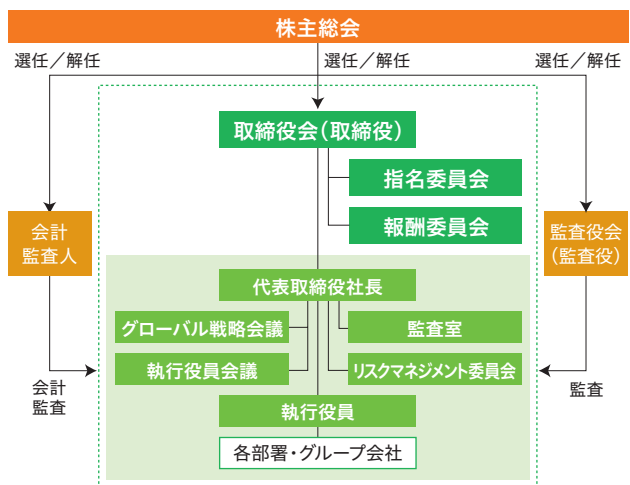 株主総会
選任／解任
選任／解任
選任／解任
取締役会（取締役）
指名委員会
報酬委員会
会計
監査人
監査役会
（監査役）
代表取締役社長
グローバル戦略会議
監査室
執行役員会議
リスクマネジメント委員会
会計
監査
監査
執行役員
各部署・グループ会社